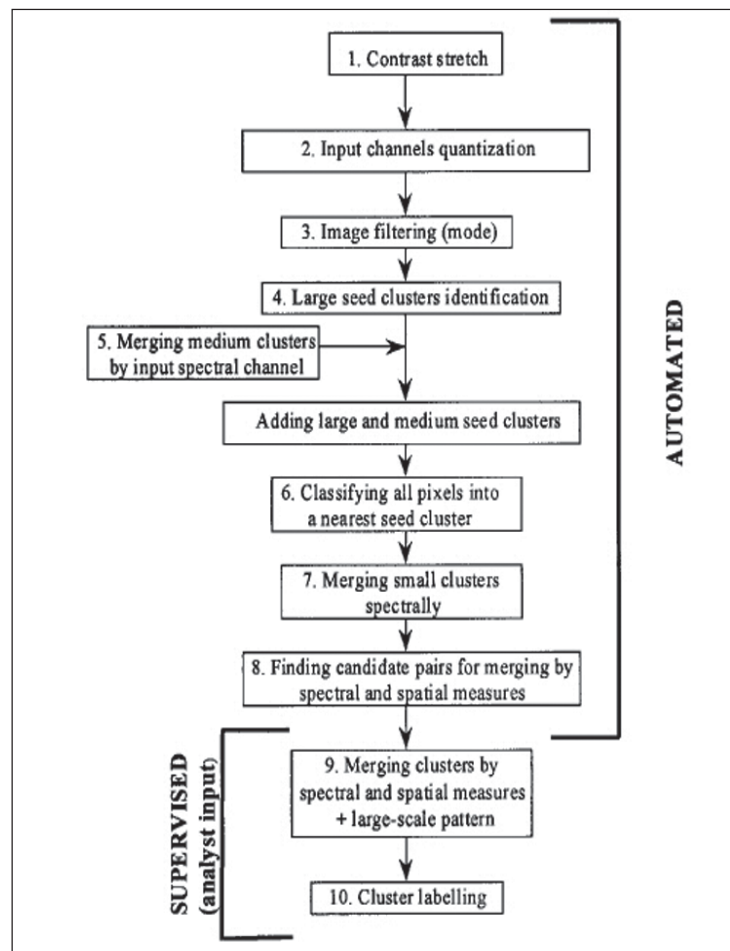 1. Contrast stretch
2. Input channels quantization
3. Image filtering (mode)
4. Large seed clusters identification
5. Merging medium clusters
by input spectral channel
Adding large and medium seed clusters
6. Classifying all pixels into
a nearest seed cluster
7. Merging small clusters
spectrally
8. Finding candidate pairs for merging by
spectral and spatial measures
AUTOMATED
9. Merging clusters by
spectral and spatial measures
+ large-scale pattern
10. Cluster labelling
SUPERVISED
(analyst input)